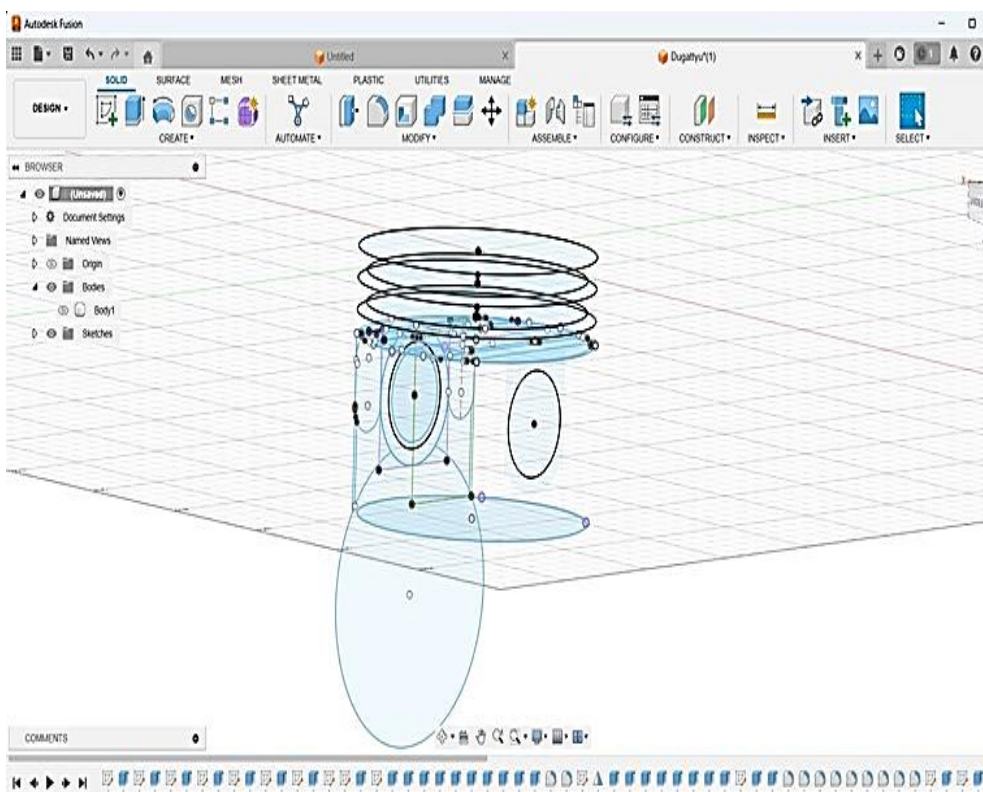 Autodesk Fusion
Untitled
Dugattyu*(1)
1
SOLID SURFACE MESH SHEET METAL PLASTIC UTILITIES MANAGE
DESIGN
CREATE AUTOMATE MODIFY ASSEMBLE CONFIGURE CONSTRUCT INSPECT INSERT SELECT
BROWSER
(Unsaved)
Document Settings
Named Views
Origin
Bodies
Body1
Sketches
COMMENTS